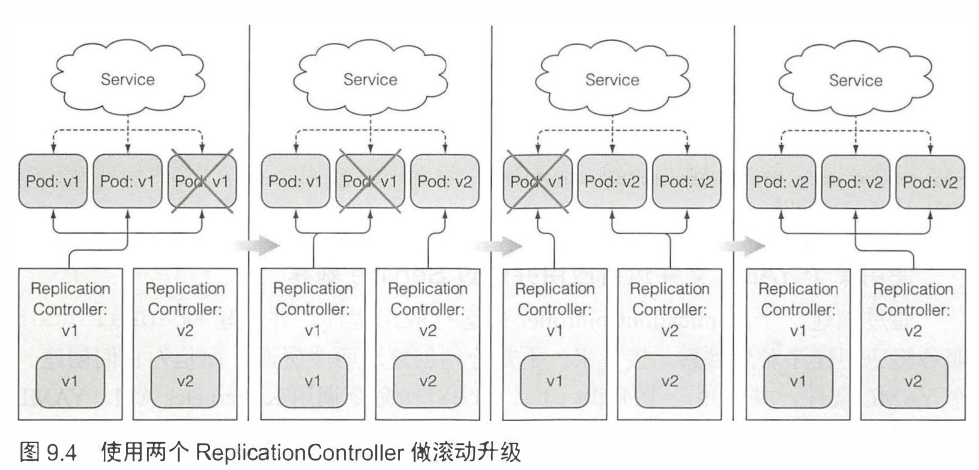 Service
Service
Service
Service
Pod: v1
Pod: v1
Pod: v1
Pod: v1
Pod: v1
Pod: v2
Pod: v1
Pod: v2
Pod: v2
Pod: v2
Pod: v2
Pod: v2
Replication
Controller:
v1
v1
Replication
Controller:
v2
v2
Replication
Controller:
v1
v1
Replication
Controller:
v2
v2
Replication
Controller:
v1
v1
Replication
Controller:
v2
v2
Replication
Controller:
v1
v1
Replication
Controller:
v2
v2
图 9.4 使用两个 ReplicationController 做滚动升级